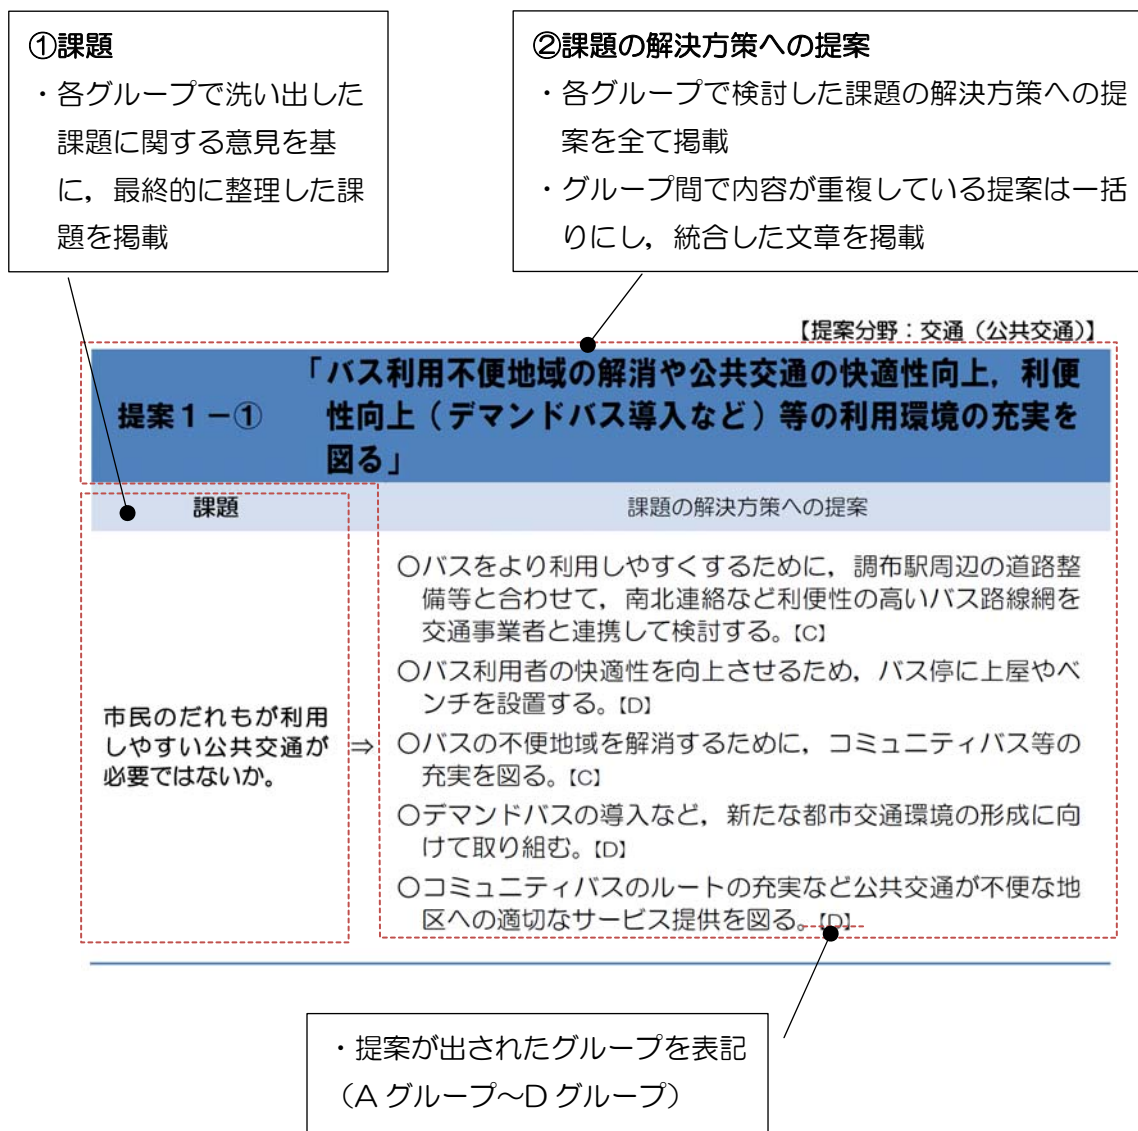 ①課題
・各グループで洗い出した
課題に関する意見を基
に，最終的に整理した課
題を掲載
②課題の解決方策への提案
・各グループで検討した課題の解決方策への提
案を全て掲載
・グループ間で内容が重複している提案は一括
りにし，統合した文章を掲載
【提案分野：交通（公共交通）】
提案１－①
「バス利用不便地域の解消や公共交通の快適性向上，利便
性向上（デマンドバス導入など）等の利用環境の充実を
図る」
課題
課題の解決方策への提案
市民のだれもが利用
しやすい公共交通が
必要ではないか。
⇒
○バスをより利用しやすくするために，調布駅周辺の道路整
備等と合わせて，南北連絡など利便性の高いバス路線網を
交通事業者と連携して検討する。【C】
○バス利用者の快適性を向上させるため，バス停に上屋やベ
ンチを設置する。【D】
○バスの不便地域を解消するために，コミュニティバス等の
充実を図る。【C】
○デマンドバスの導入など，新たな都市交通環境の形成に向
けて取り組む。【D】
○コミュニティバスのルートの充実など公共交通が不便な地
区への適切なサービス提供を図る。【D】
・提案が出されたグループを表記
（A グループ～D グループ）